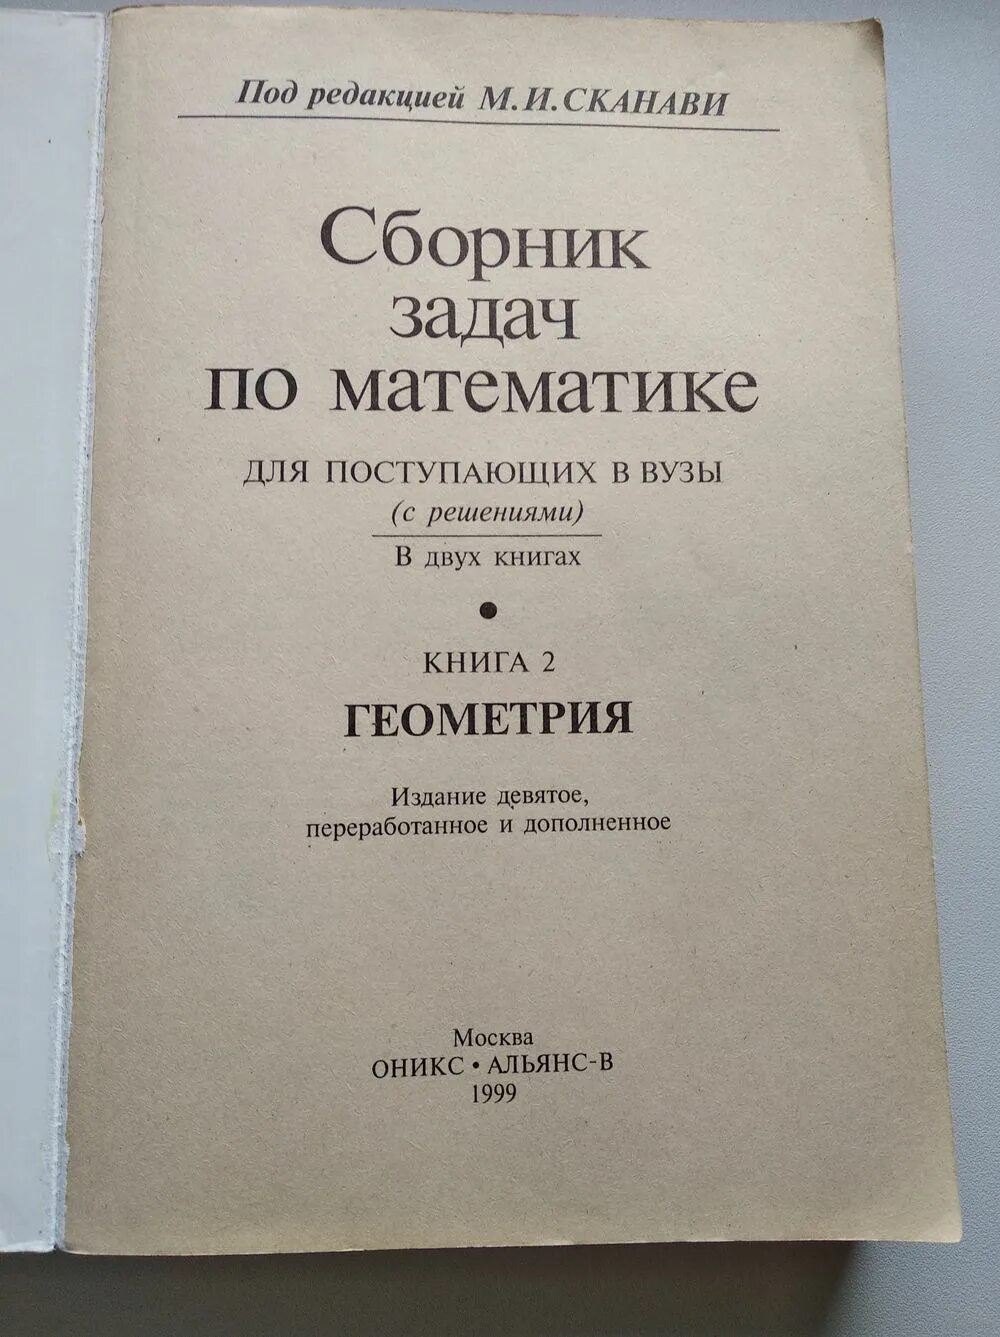 Под редакцией М.И.СКАНАВИ
Сборник
задач
по математике
ДЛЯ ПОСТУПАЮЩИХ В ВУЗЫ
(с решениями)
В двух книгах
•
КНИГА 2
ГЕОМЕТРИЯ
Издание девятое,
переработанное и дополненное
Москва
ОНИКС • АЛЬЯНС-В
1999